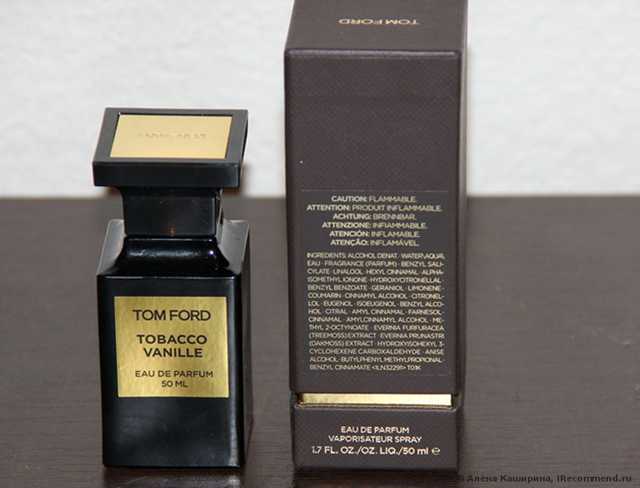 TOM FORD
CAUTION: FLAMMABLE.
ATTENTION: PRODUIT INFLAMMABLE.
ACHTUNG: BRENNBAR.
ATTENZIONE: INFIAMMABILE.
ATENCIÓN: INFLAMABLE.
ATENÇÃO: INFLAMÁVEL.
INGREDIENTS: ALCOHOL DENAT · WATER\AQUA\
EAU · FRAGRANCE (PARFUM) · BENZYL SALI-
CYLATE · LINALOOL · HEXYL CINNAMAL · ALPHA-
ISOMETHYL IONONE · HYDROXYCITRONELLAL ·
BENZYL BENZOATE · GERANIOL · LIMONENE ·
COUMARIN · CINNAMYL ALCOHOL · CITRONEL-
LOL · EUGENOL · ISOEUGENOL · BENZYL ALCO-
HOL · CITRAL · AMYL CINNAMAL · FARNESOL ·
CINNAMAL · AMYLCINNAMYL ALCOHOL · ME-
THYL 2-OCTYNOATE · EVERNIA FURFURACEA
(TREEMOSS) EXTRACT · EVERNIA PRUNASTRI
(OAKMOSS) EXTRACT · HYDROXYISOHEXYL 3-
CYCLOHEXENE CARBOXALDEHYDE · ANISE
ALCOHOL · BUTYLPHENYL METHYLPROPIONAL ·
BENZYL CINNAMATE <ILN32291>
EAU DE PARFUM
VAPORISATEUR SPRAY
1.7 FL. OZ./OZ. LIQ./50 ml ℮
TOM FORD
TOBACCO
VANILLE
EAU DE PARFUM
50 ML
© Алёна Каширина, IRecommend.ru